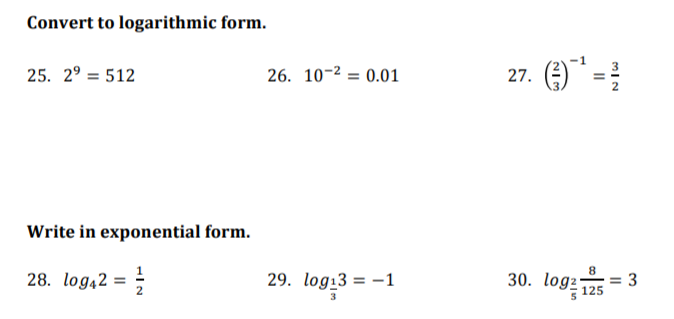 Convert to logarithmic form.
25. 2⁹ = 512 26. 10⁻² = 0.01 27. (2/3)⁻¹ = 3/2
Write in exponential form.
28. log₄2 = 1/2 29. log_(1/3) 3 = −1 30. log_(2/5) 8/125 = 3